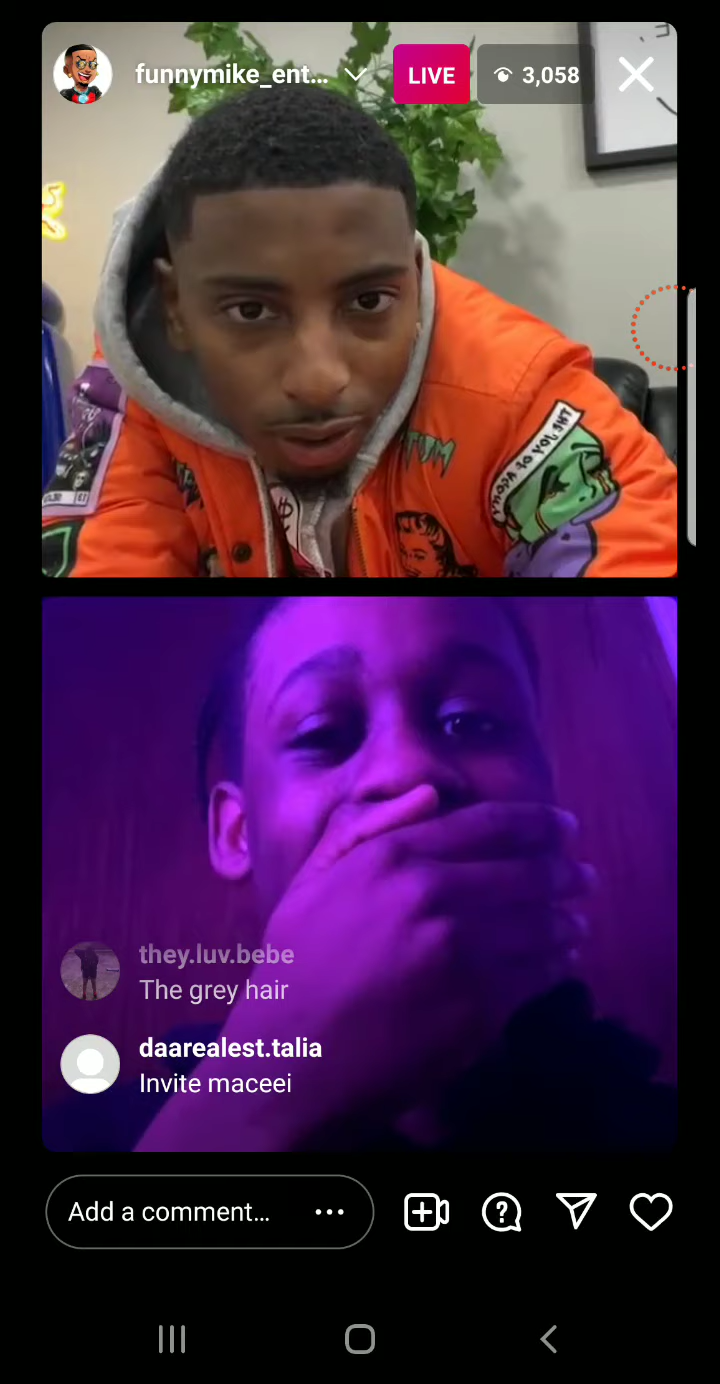 funnymike_ent...
LIVE
3,058
they.luv.bebe
The grey hair
daarealest.talia
Invite maceei
Add a comment...